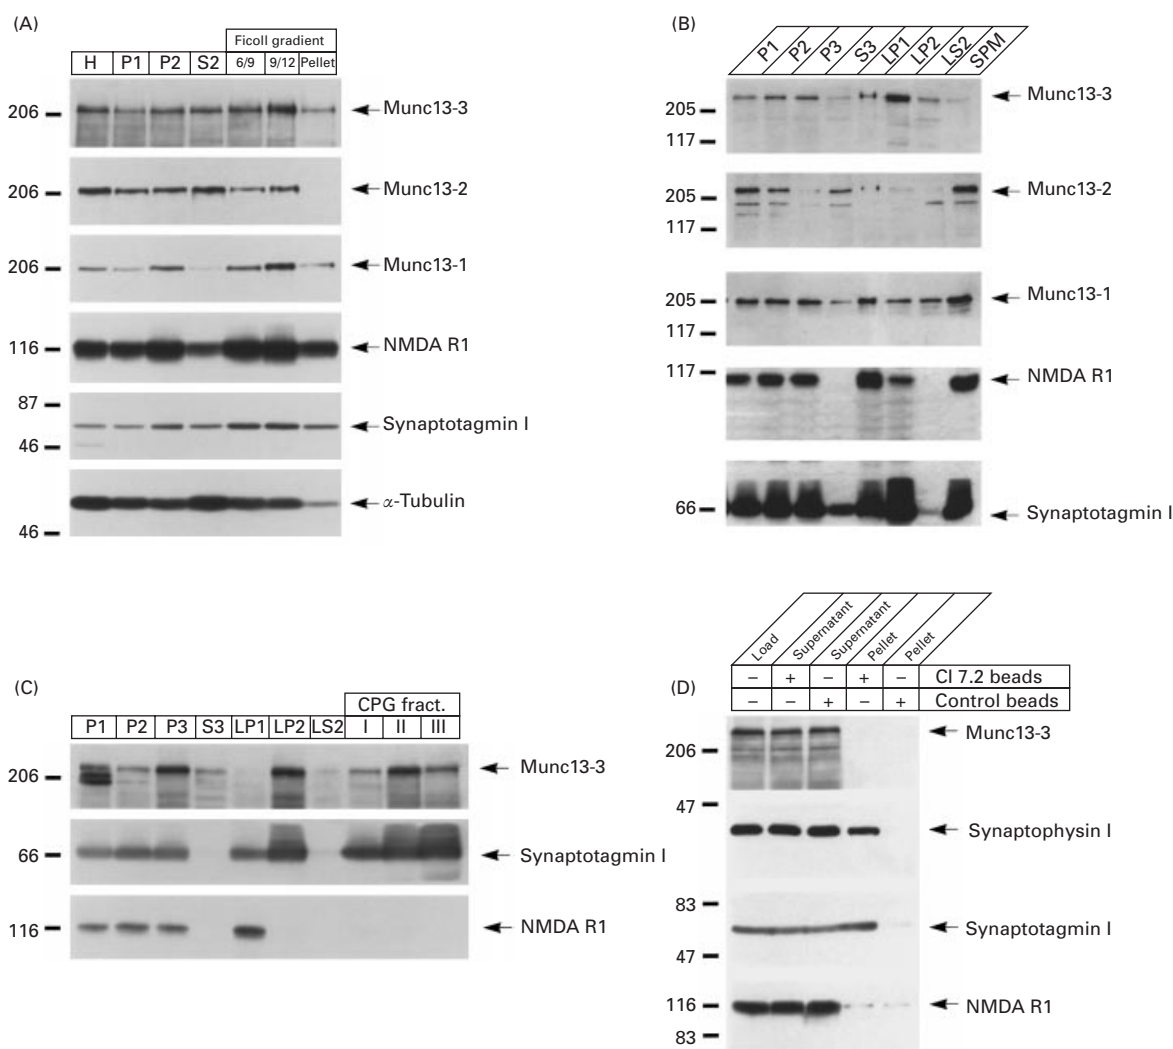 (A)
Ficoll gradient
H P1 P2 S2 6/9 9/12 Pellet
206 Munc13-3
206 Munc13-2
206 Munc13-1
116 NMDA R1
87
Synaptotagmin I
46
α-Tubulin
46
(B)
P1 P2 P3 S3 LP1 LP2 LS2 SPM
Munc13-3
205
117
Munc13-2
205
117
Munc13-1
205
117
117
NMDA R1
66 Synaptotagmin I
(C)
CPG fract.
P1 P2 P3 S3 LP1 LP2 LS2 I II III
206 Munc13-3
66 Synaptotagmin I
116 NMDA R1
(D)
Load Supernatant Supernatant Pellet Pellet
– + – + – CI 7.2 beads
– – + – + Control beads
Munc13-3
206
47
Synaptophysin I
83
Synaptotagmin I
47
116 NMDA R1
83